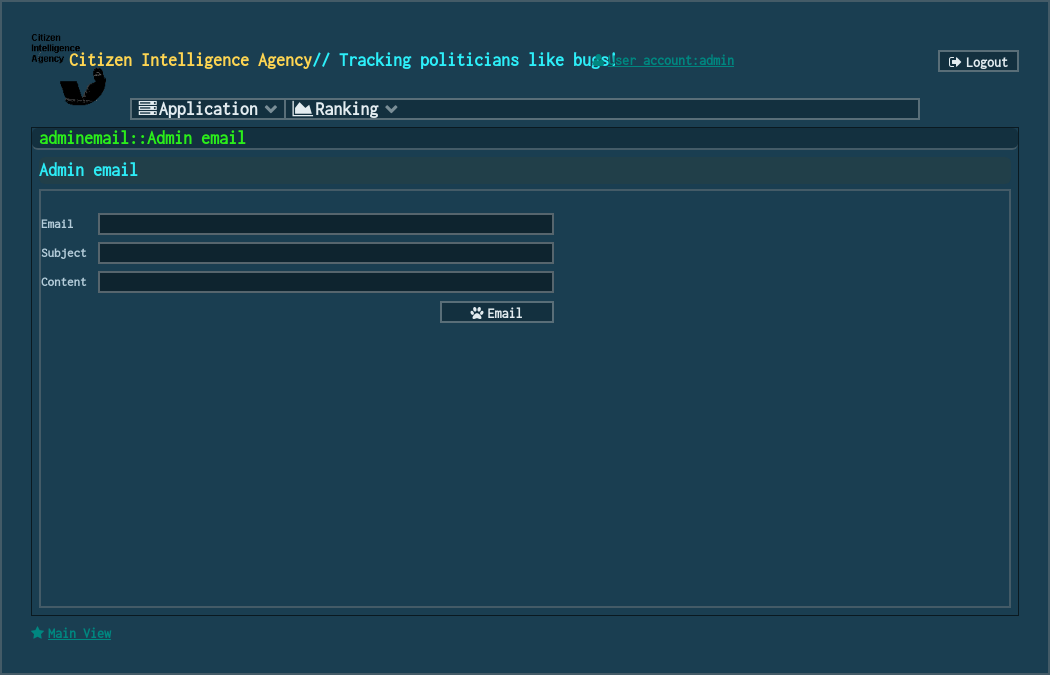 Citizen
Intelligence
Agency
Citizen Intelligence Agency// Tracking politicians like bugs!
User account:admin
Logout
Application
Ranking
adminemail::Admin email
Admin email
Email
Subject
Content
Email
Main View